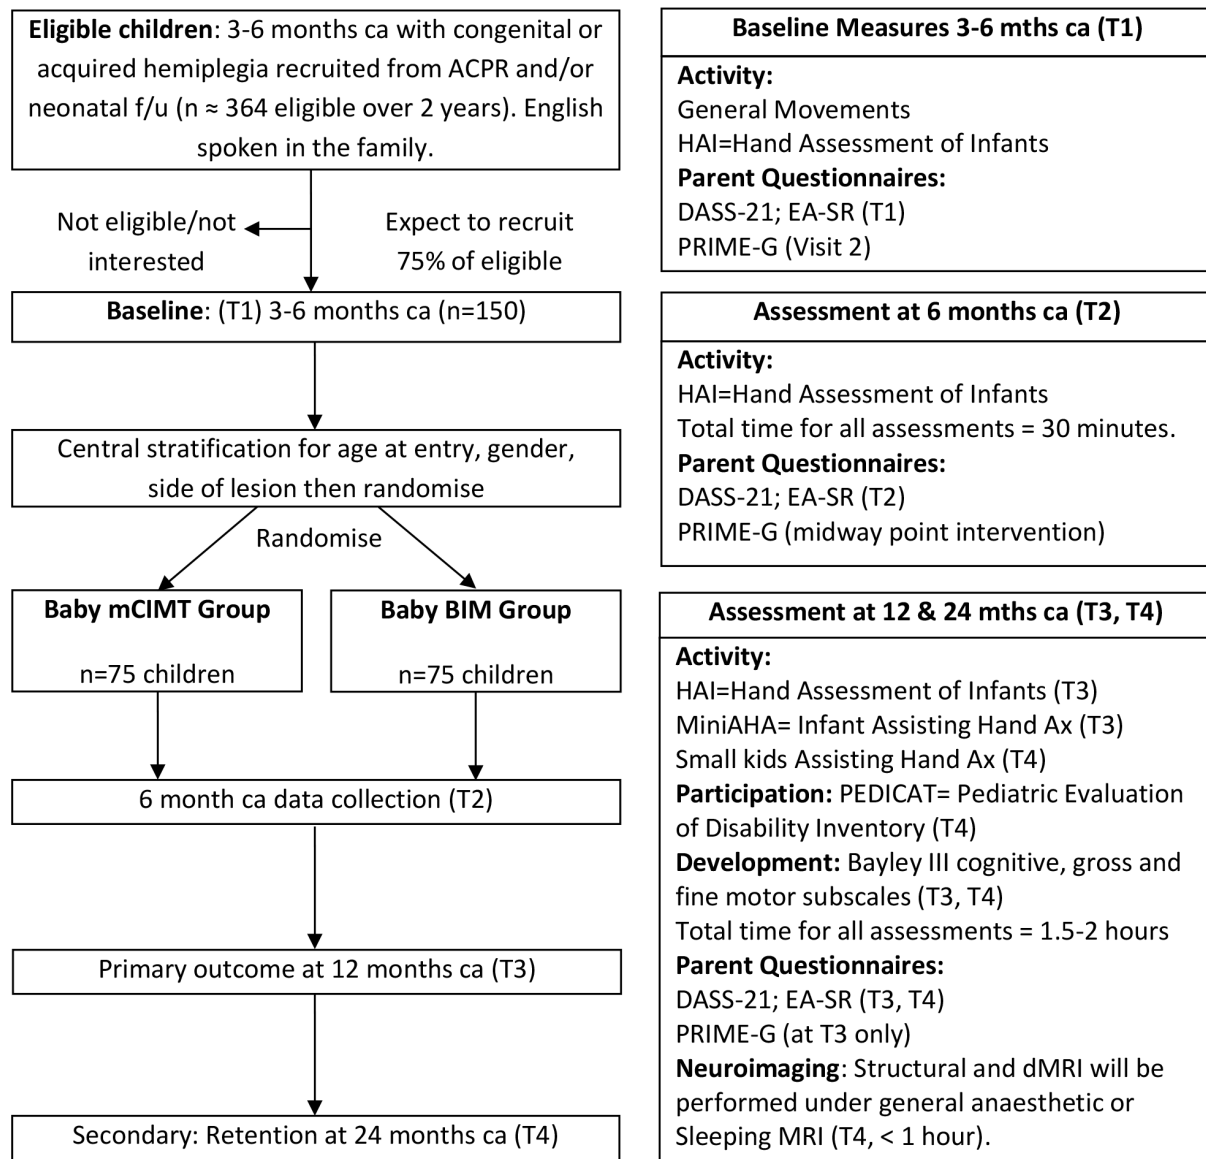 Eligible children: 3-6 months ca with congenital or
acquired hemiplegia recruited from ACPR and/or
neonatal f/u (n ≈ 364 eligible over 2 years). English
spoken in the family.
Not eligible/not
interested
Expect to recruit
75% of eligible
Baseline: (T1) 3-6 months ca (n=150)
Central stratification for age at entry, gender,
side of lesion then randomise
Randomise
Baby mCIMT Group
n=75 children
Baby BIM Group
n=75 children
6 month ca data collection (T2)
Primary outcome at 12 months ca (T3)
Secondary: Retention at 24 months ca (T4)
Baseline Measures 3-6 mths ca (T1)
Activity:
General Movements
HAI=Hand Assessment of Infants
Parent Questionnaires:
DASS-21; EA-SR (T1)
PRIME-G (Visit 2)
Assessment at 6 months ca (T2)
Activity:
HAI=Hand Assessment of Infants
Total time for all assessments = 30 minutes.
Parent Questionnaires:
DASS-21; EA-SR (T2)
PRIME-G (midway point intervention)
Assessment at 12 & 24 mths ca (T3, T4)
Activity:
HAI=Hand Assessment of Infants (T3)
MiniAHA= Infant Assisting Hand Ax (T3)
Small kids Assisting Hand Ax (T4)
Participation: PEDICAT= Pediatric Evaluation
of Disability Inventory (T4)
Development: Bayley III cognitive, gross and
fine motor subscales (T3, T4)
Total time for all assessments = 1.5-2 hours
Parent Questionnaires:
DASS-21; EA-SR (T3, T4)
PRIME-G (at T3 only)
Neuroimaging: Structural and dMRI will be
performed under general anaesthetic or
Sleeping MRI (T4, < 1 hour).